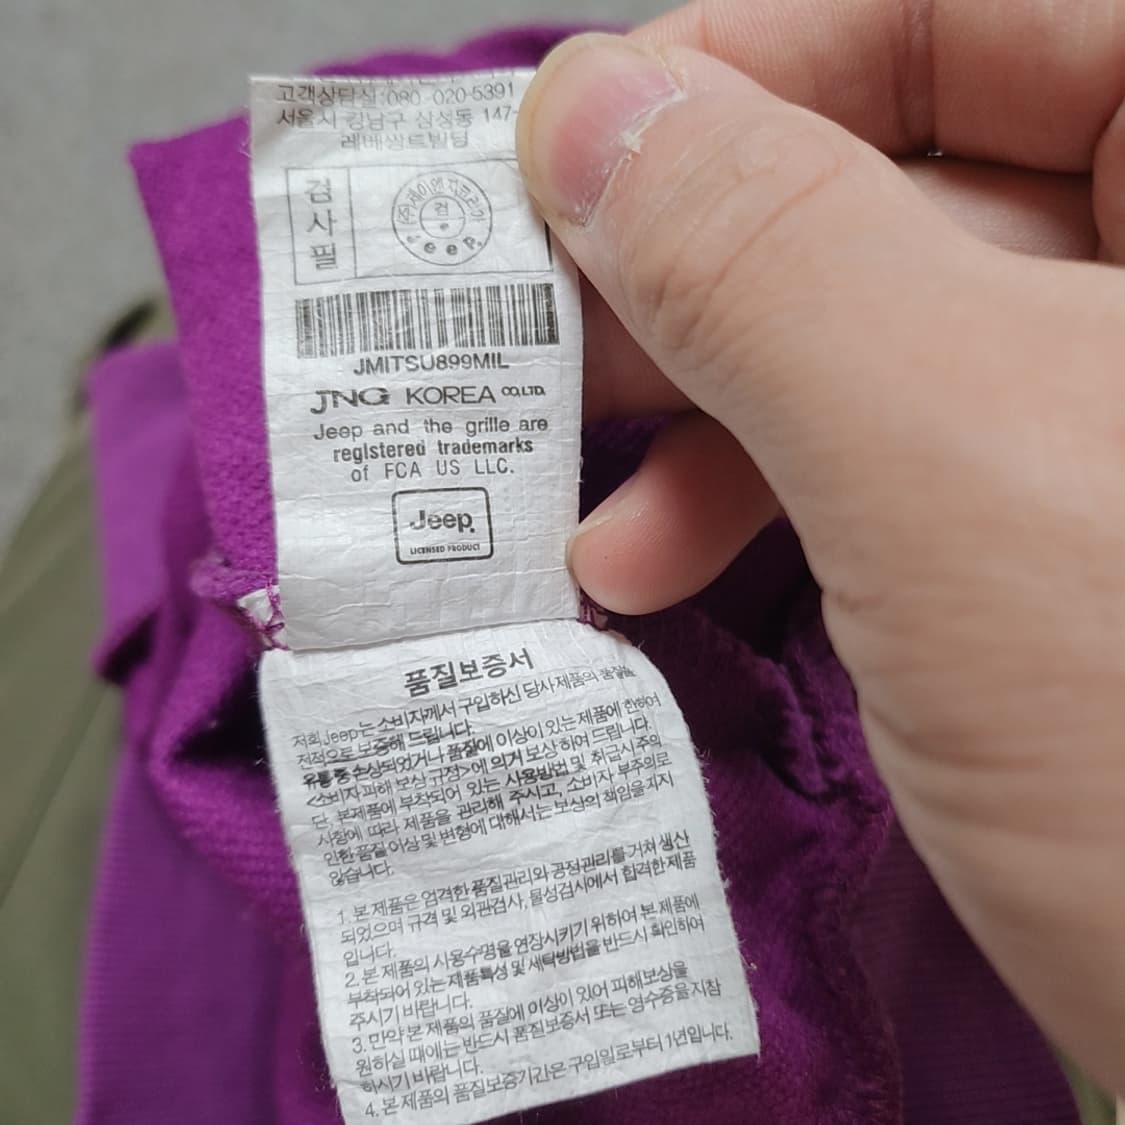 고객상담실:080-020-5391
서울시 강남구 삼성동 147-
레베쌍트빌딩
검사필
(주)제이엔지코리아
검
Jeep
JMITSU899MIL
JNG KOREA CO.LTD.
Jeep and the grille are
registered trademarks
of FCA US LLC.
Jeep
LICENSED PRODUCT
품질보증서
저희 Jeep는 소비자께서 구입하신 당사 제품의 품질을
전적으로 보증해 드립니다.
유통중 손상되었거나 품질에 이상이 있는 제품에 한하여
<소비자 피해 보상 규정>에 의거 보상하여 드립니다.
단, 본제품에 부착되어 있는 사용방법 및 취급시 주의
사항에 따라 제품을 관리해 주시고, 소비자 부주의로
인한 품질 이상 및 변형에 대해서는 보상의 책임을 지지
않습니다.
1. 본 제품은 엄격한 품질관리와 공정관리를 거쳐 생산
되었으며 규격 및 외관검사, 물성검사에서 합격한 제품
입니다.
2. 본 제품의 사용수명을 연장시키기 위하여 본 제품에
부착되어 있는 제품특성 및 세탁방법을 반드시 확인하여
주시기 바랍니다.
3. 만약 본 제품의 품질에 이상이 있어 피해보상을
원하실 때에는 반드시 품질보증서 또는 영수증을 지참
하시기 바랍니다.
4. 본 제품의 품질보증기간은 구입일로부터 1년입니다.